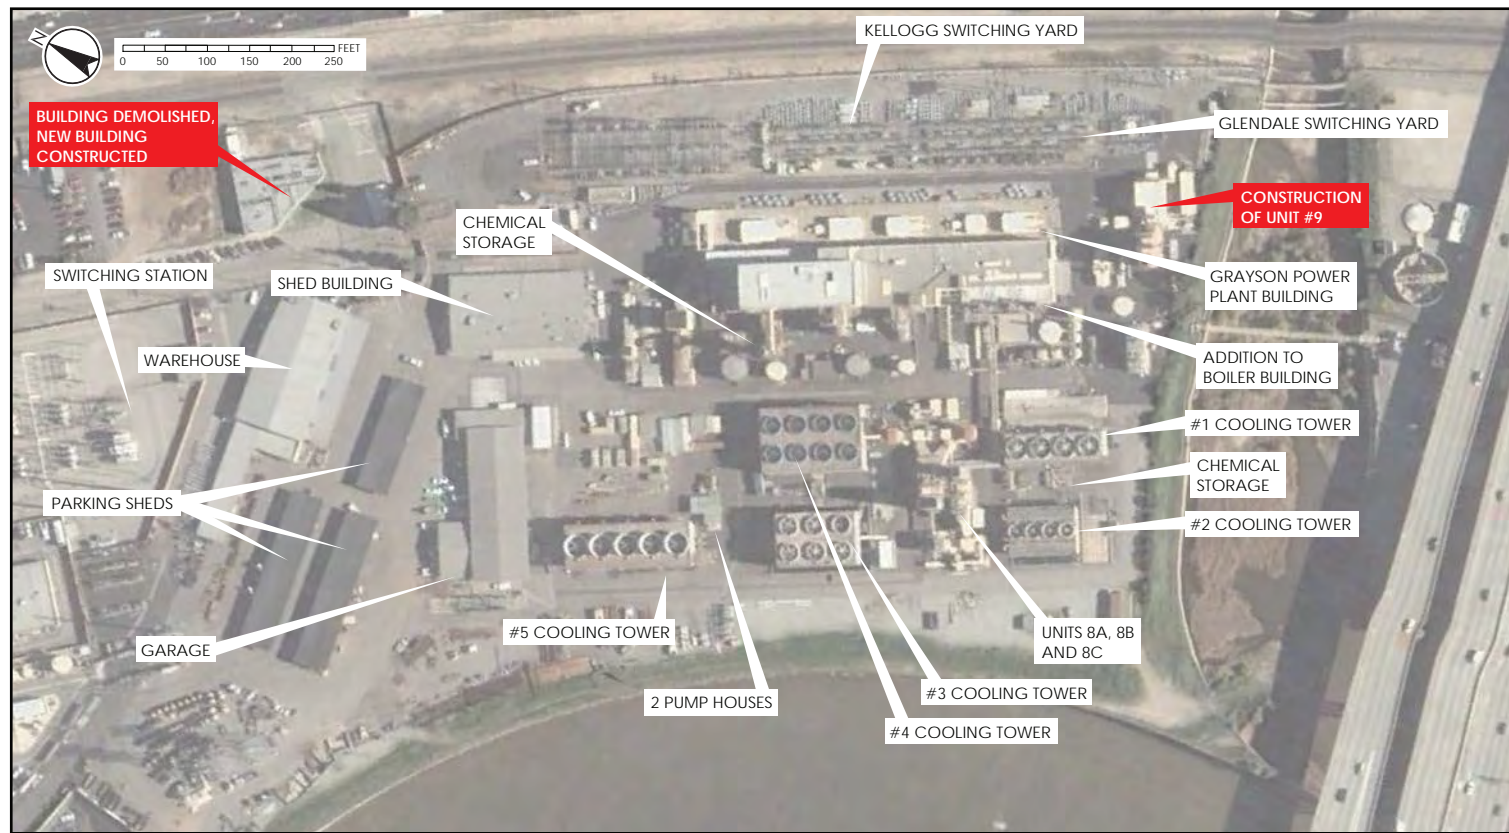 KELLOGG SWITCHING YARD
N
FEET
0 50 100 150 200 250
BUILDING DEMOLISHED,
NEW BUILDING
CONSTRUCTED
GLENDALE SWITCHING YARD
CONSTRUCTION
OF UNIT #9
CHEMICAL
STORAGE
SWITCHING STATION
SHED BUILDING
GRAYSON POWER
PLANT BUILDING
WAREHOUSE
ADDITION TO
BOILER BUILDING
#1 COOLING TOWER
CHEMICAL
STORAGE
PARKING SHEDS
#2 COOLING TOWER
#5 COOLING TOWER
UNITS 8A, 8B
AND 8C
GARAGE
2 PUMP HOUSES
#3 COOLING TOWER
#4 COOLING TOWER